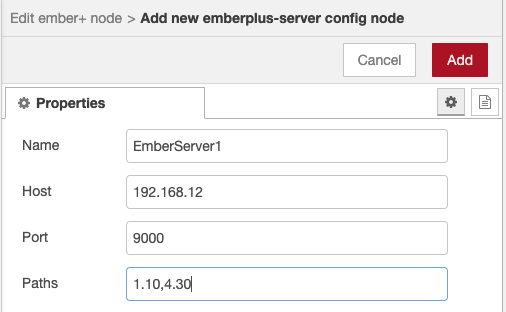 Edit ember+ node > Add new emberplus-server config node
Cancel Add
Properties
Name EmberServer1
Host 192.168.12
Port 9000
Paths 1.10,4.30